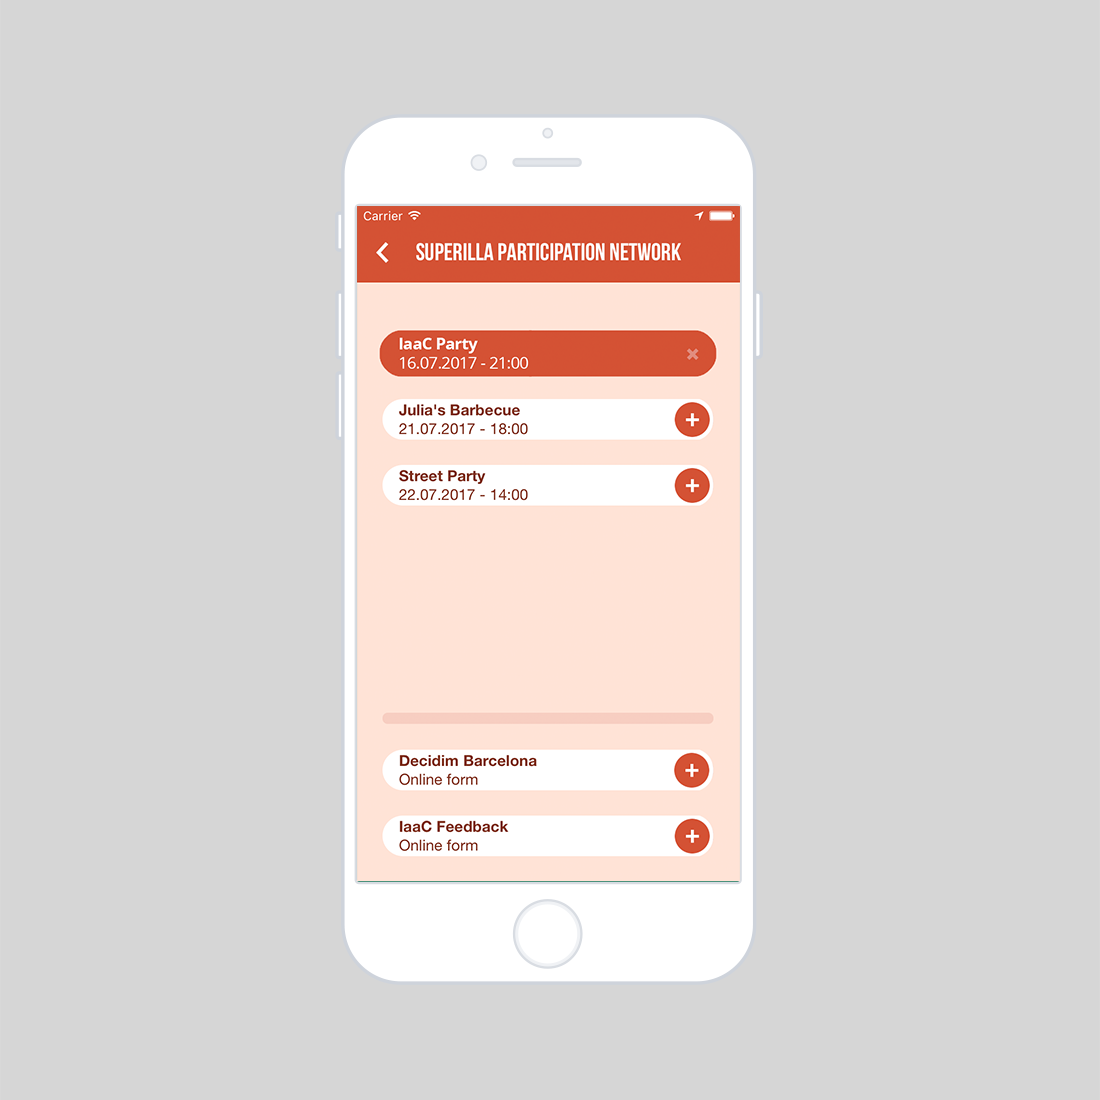 Carrier
SUPERILLA PARTICIPATION NETWORK
IaaC Party
16.07.2017 - 21:00
Julia's Barbecue
21.07.2017 - 18:00
Street Party
22.07.2017 - 14:00
Decidim Barcelona
Online form
IaaC Feedback
Online form